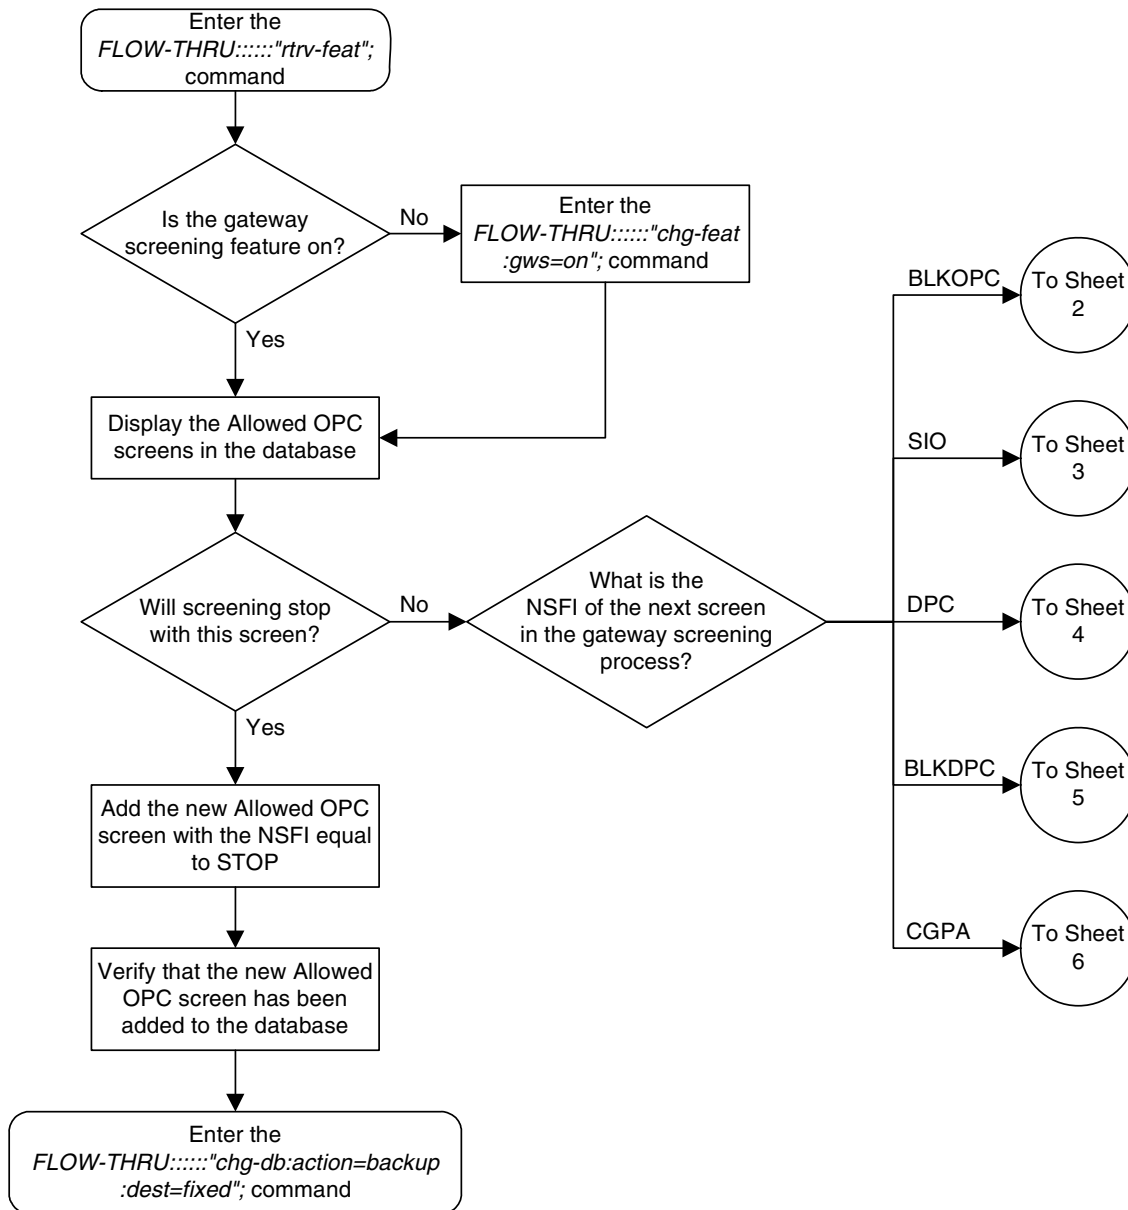 Enter the
FLOW-THRU::::::"rtrv-feat";
command
Is the gateway
screening feature on?
No
Enter the
FLOW-THRU::::::"chg-feat
:gws=on"; command
Yes
Display the Allowed OPC
screens in the database
Will screening stop
with this screen?
No
What is the
NSFI of the next screen
in the gateway screening
process?
BLKOPC
To Sheet
2
SIO
To Sheet
3
DPC
To Sheet
4
BLKDPC
To Sheet
5
CGPA
To Sheet
6
Yes
Add the new Allowed OPC
screen with the NSFI equal
to STOP
Verify that the new Allowed
OPC screen has been
added to the database
Enter the
FLOW-THRU::::::"chg-db:action=backup
:dest=fixed"; command